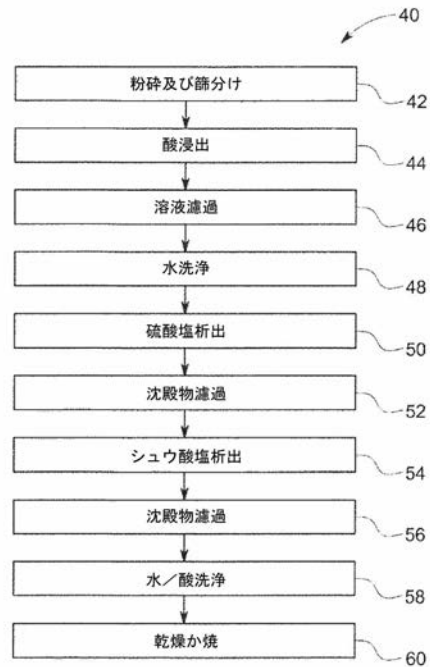 40
粉砕及び篩分け
42
酸浸出
44
溶液濾過
46
水洗浄
48
硫酸塩析出
50
沈殿物濾過
52
シュウ酸塩析出
54
沈殿物濾過
56
水／酸洗浄
58
乾燥か焼
60